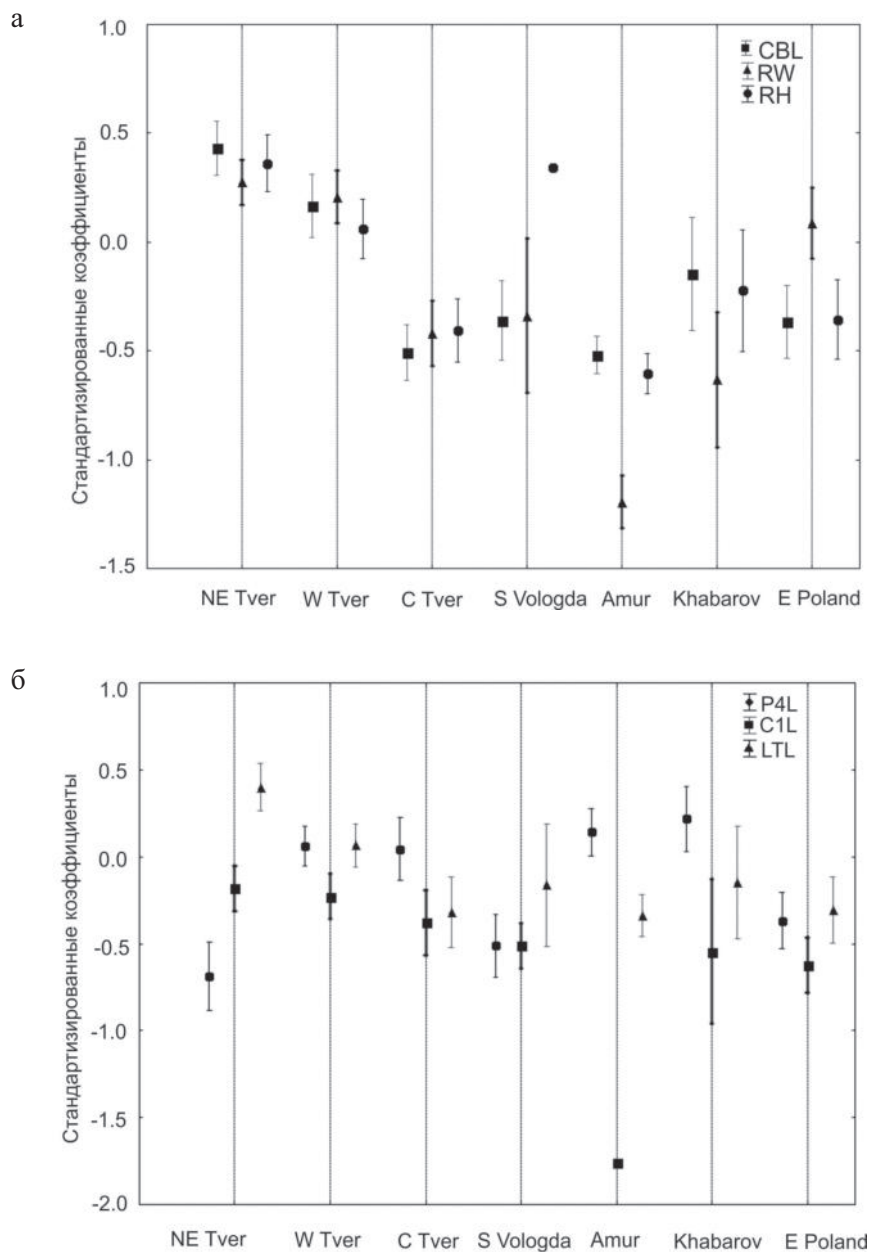 а
1.0
CBL
RW
RH
0.5
0.0
-0.5
-1.0
-1.5
Стандартизированные коэффициенты
NE Tver W Tver C Tver S Vologda Amur Khabarov E Poland
б
1.0
P4L
C1L
LTL
0.5
0.0
-0.5
-1.0
-1.5
-2.0
Стандартизированные коэффициенты
NE Tver W Tver C Tver S Vologda Amur Khabarov E Poland